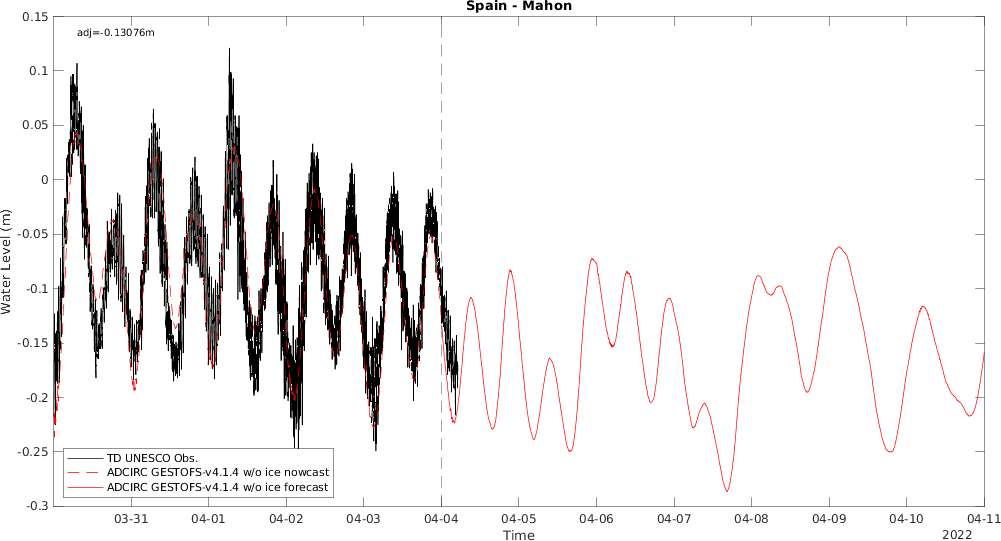 Spain - Mahon
0.15
adj=-0.13076m
0.1
0.05
0
-0.05
-0.1
-0.15
-0.2
-0.25
-0.3
Water Level (m)
TD UNESCO Obs.
ADCIRC GESTOFS-v4.1.4 w/o ice nowcast
ADCIRC GESTOFS-v4.1.4 w/o ice forecast
03-31 04-01 04-02 04-03 04-04 04-05 04-06 04-07 04-08 04-09 04-10 04-11
Time
2022